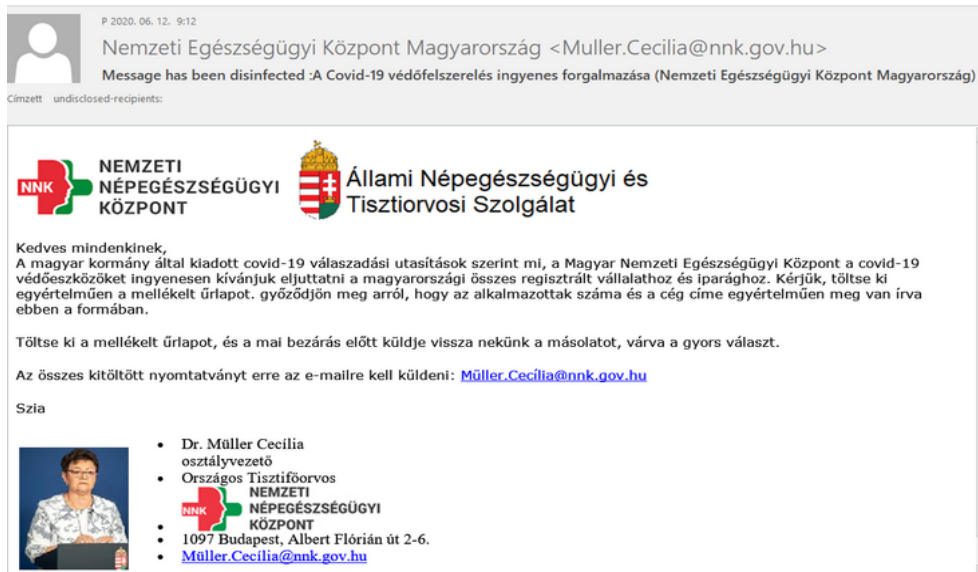 P 2020. 06. 12. 9:12
Nemzeti Egészségügyi Központ Magyarország <Muller.Cecilia@nnk.gov.hu>
Message has been disinfected :A Covid-19 védőfelszerelés ingyenes forgalmazása (Nemzeti Egészségügyi Központ Magyarország)
Címzett undisclosed-recipients:
NNK
NEMZETI
NÉPEGÉSZSÉGÜGYI
KÖZPONT
Állami Népegészségügyi és
Tisztiorvosi Szolgálat
Kedves mindenkinek,
A magyar kormány által kiadott covid-19 válaszadási utasítások szerint mi, a Magyar Nemzeti Egészségügyi Központ a covid-19
védőeszközöket ingyenesen kívánjuk eljuttatni a magyarországi összes regisztrált vállalathoz és iparághoz. Kérjük, töltse ki
egyértelműen a mellékelt űrlapot. győződjön meg arról, hogy az alkalmazottak száma és a cég címe egyértelműen meg van írva
ebben a formában.
Töltse ki a mellékelt űrlapot, és a mai bezárás előtt küldje vissza nekünk a másolatot, várva a gyors választ.
Az összes kitöltött nyomtatványt erre az e-mailre kell küldeni: Müller.Cecília@nnk.gov.hu
Szia
• Dr. Müller Cecília
osztályvezető
• Országos Tisztifőorvos
NNK
NEMZETI
NÉPEGÉSZSÉGÜGYI
• KÖZPONT
• 1097 Budapest, Albert Flórián út 2-6.
• Müller.Cecília@nnk.gov.hu